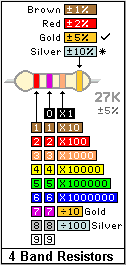 Brown ±1%
Red ±2%
Gold ±5% ✓
Silver ±10% *
27K
±5%
0 X1
1 1 X10
2 2 X100
3 3 X1000
4 4 X10000
5 5 X100000
6 6 X1000000
7 7 ÷10 Gold
8 8 ÷100 Silver
9 9
4 Band Resistors